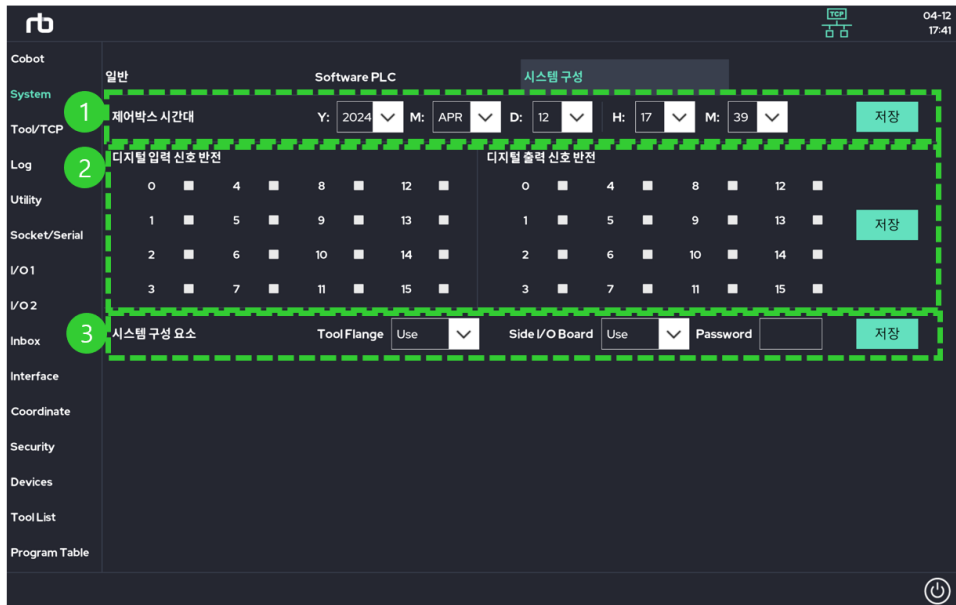 rb
TCP
04-12
17:41
Cobot
System
Tool/TCP
Log
Utility
Socket/Serial
I/O 1
I/O 2
Inbox
Interface
Coordinate
Security
Devices
Tool List
Program Table
일반 Software PLC 시스템 구성
1
제어박스 시간대 Y: 2024 M: APR D: 12 H: 17 M: 39 저장
2
디지털 입력 신호 반전 디지털 출력 신호 반전
0 4 8 12 0 4 8 12
1 5 9 13 1 5 9 13 저장
2 6 10 14 2 6 10 14
3 7 11 15 3 7 11 15
3
시스템 구성 요소 Tool Flange Use Side I/O Board Use Password 저장